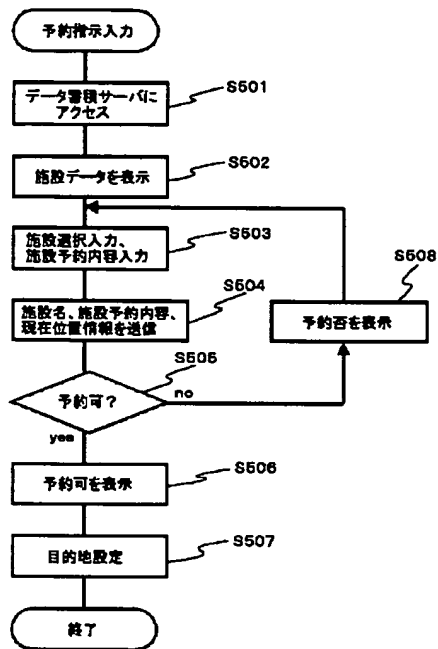 予約指示入力
データ蓄積サーバに
アクセス
S501
施設データを表示
S502
施設選択入力、
施設予約内容入力
S503
施設名、施設予約内容、
現在位置情報を送信
S504
予約可？
S505
no
yes
予約否を表示
S508
予約可を表示
S506
目的地設定
S507
終了